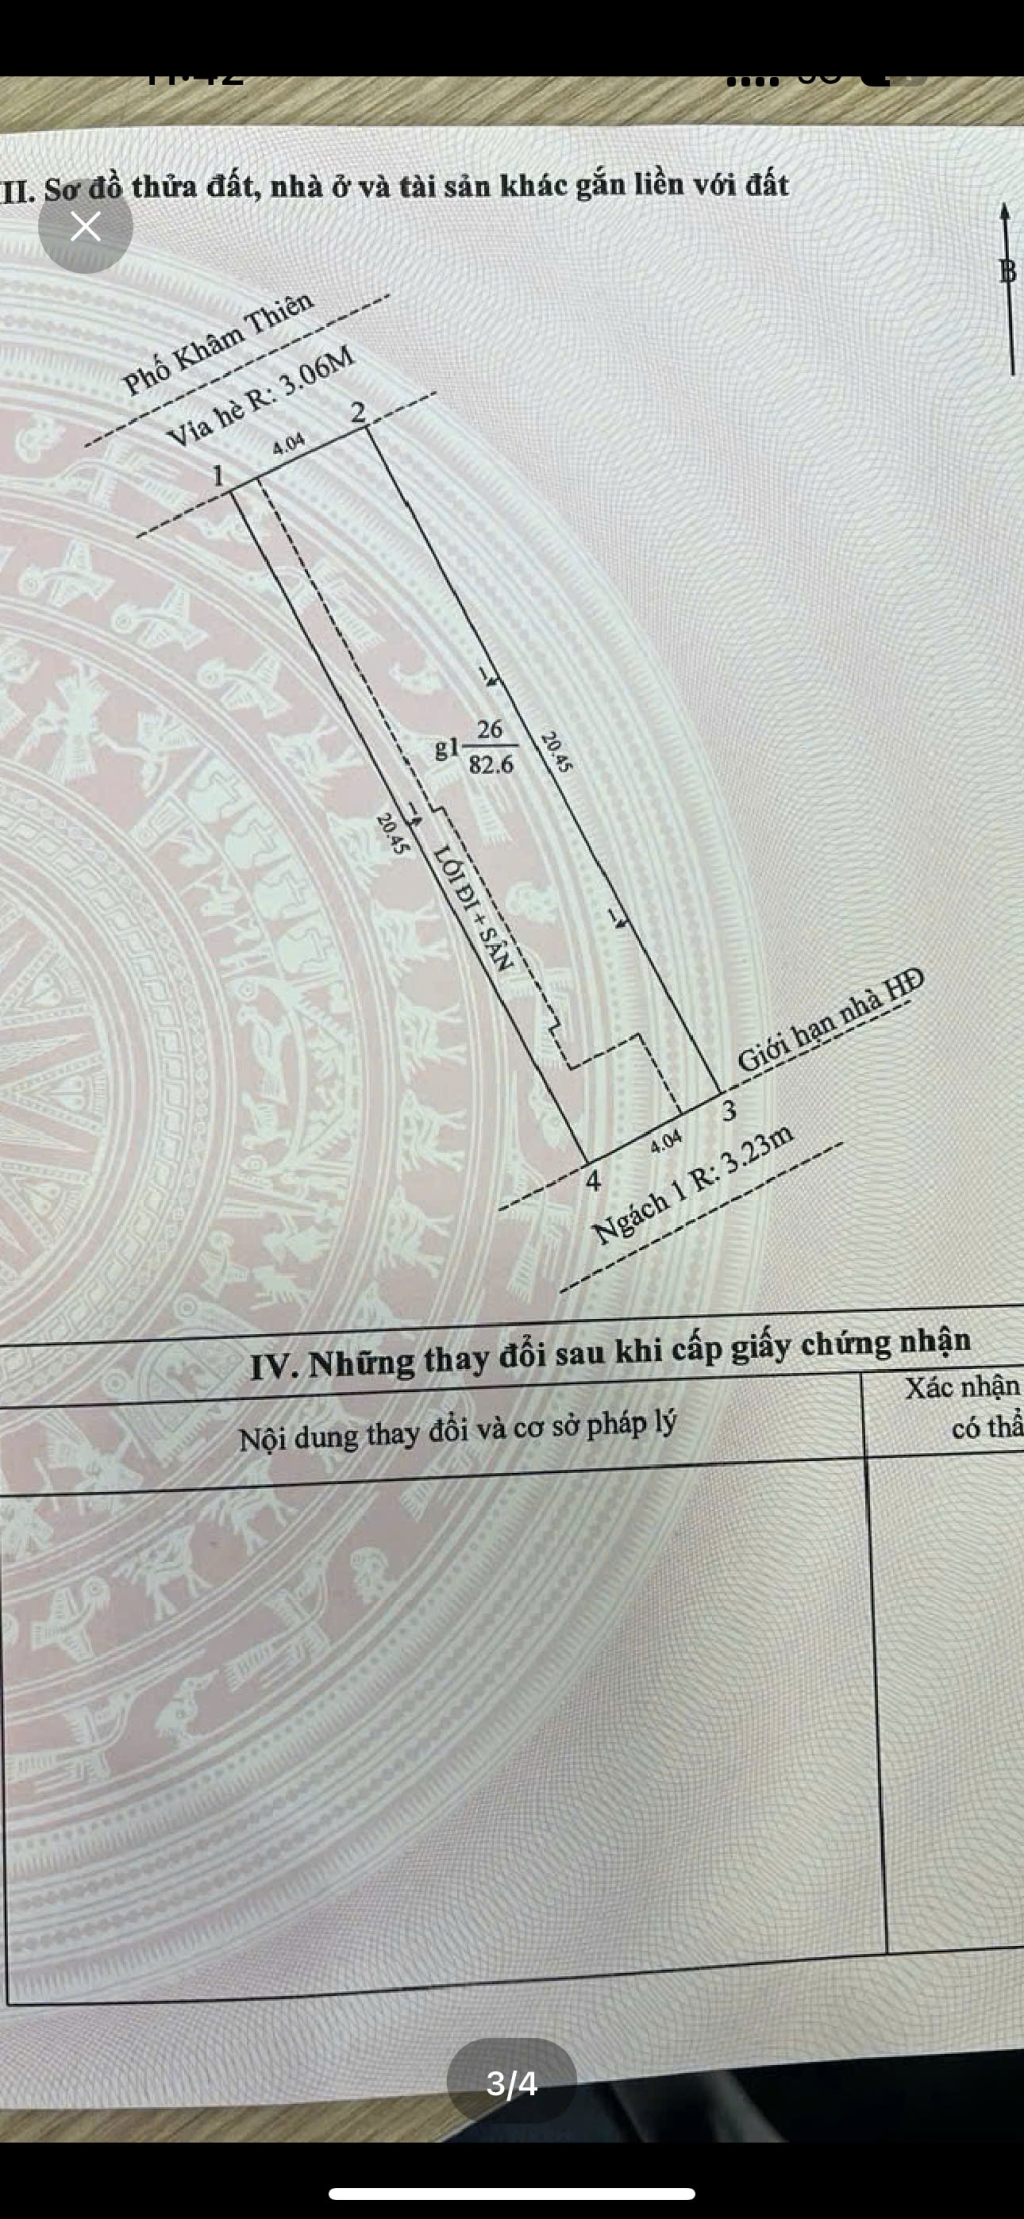 II. Sơ đồ thửa đất, nhà ở và tài sản khác gắn liền với đất
B
Phố Khâm Thiên
Vỉa hè R: 3.06M
1
4.04
2
g1 26
82.6
20.45
20.45
LỐI ĐI + SÂN
Giới hạn nhà HĐ
3
4.04
4
Ngách 1 R: 3.23m
IV. Những thay đổi sau khi cấp giấy chứng nhận
Nội dung thay đổi và cơ sở pháp lý
Xác nhận
có thẩ
3/4